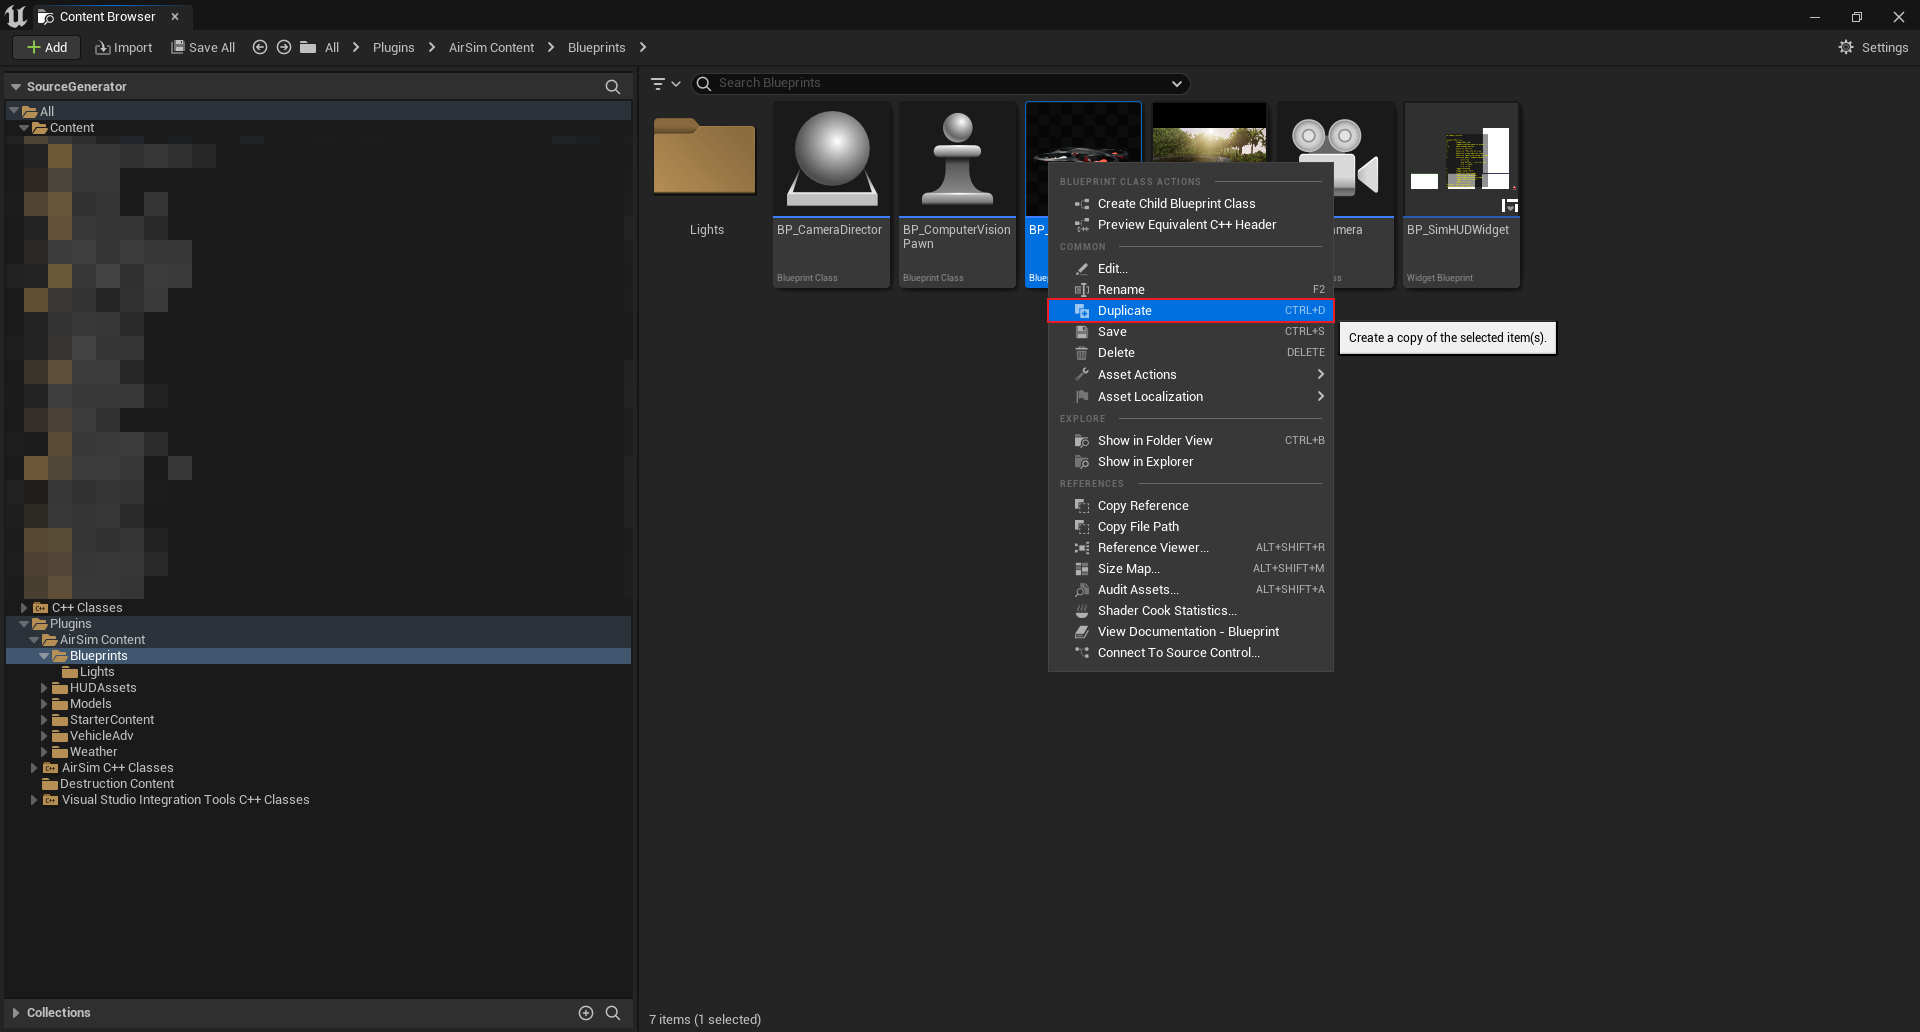 Content Browser
Add
Import
Save All
All
Plugins
AirSim Content
Blueprints
Settings
SourceGenerator
All
Content
C++ Classes
Plugins
AirSim Content
Blueprints
Lights
HUDAssets
Models
StarterContent
VehicleAdv
Weather
AirSim C++ Classes
Destruction Content
Visual Studio Integration Tools C++ Classes
Collections
Search Blueprints
Lights
BP_CameraDirector
Blueprint Class
BP_ComputerVision
Pawn
Blueprint Class
BP_
BP_SimHUDWidget
Widget Blueprint
BLUEPRINT CLASS ACTIONS
Create Child Blueprint Class
Preview Equivalent C++ Header
COMMON
Edit...
Rename F2
Duplicate CTRL+D
Save CTRL+S
Delete DELETE
Asset Actions
Asset Localization
EXPLORE
Show in Folder View CTRL+B
Show in Explorer
REFERENCES
Copy Reference
Copy File Path
Reference Viewer... ALT+SHIFT+R
Size Map... ALT+SHIFT+M
Audit Assets... ALT+SHIFT+A
Shader Cook Statistics...
View Documentation - Blueprint
Connect To Source Control...
Create a copy of the selected item(s).
7 items (1 selected)